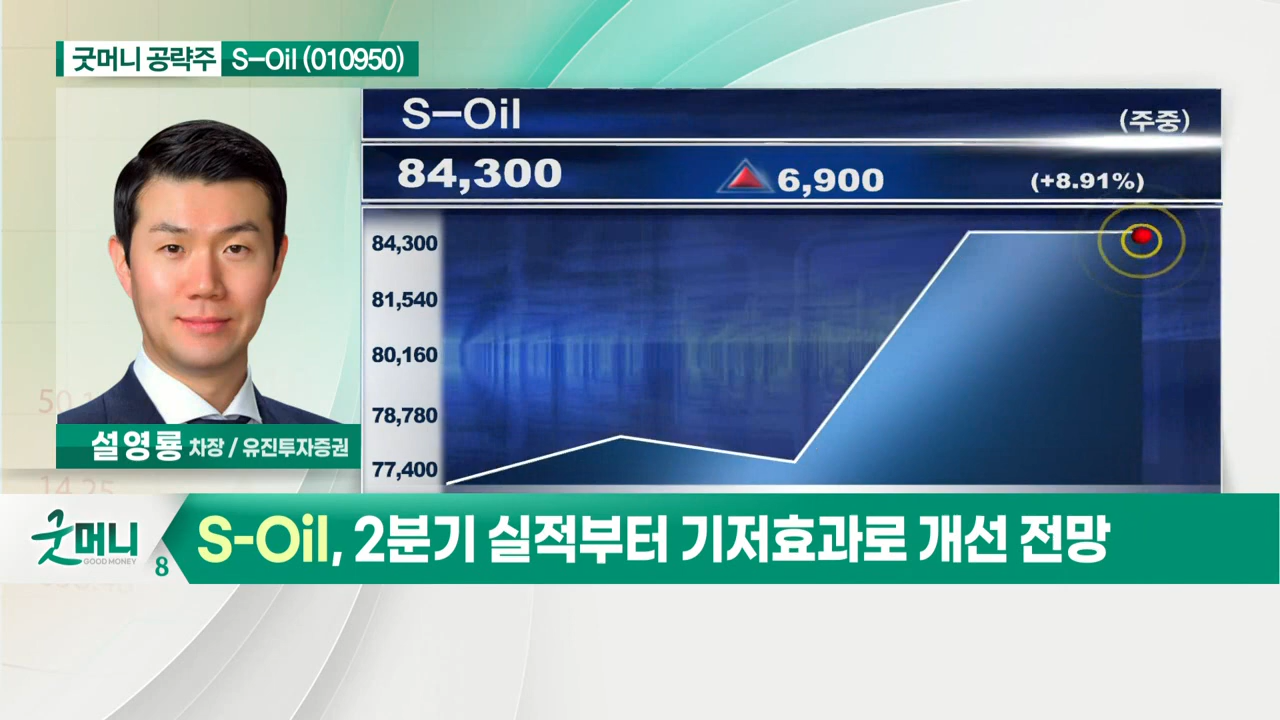 굿머니 공략주 S-Oil (010950)
S-Oil
(주중)
84,300 ▲ 6,900 (+8.91%)
84,300
81,540
80,160
78,780
77,400
설영룡 차장 / 유진투자증권
굿머니
GOOD MONEY
8
S-Oil, 2분기 실적부터 기저효과로 개선 전망
14.25